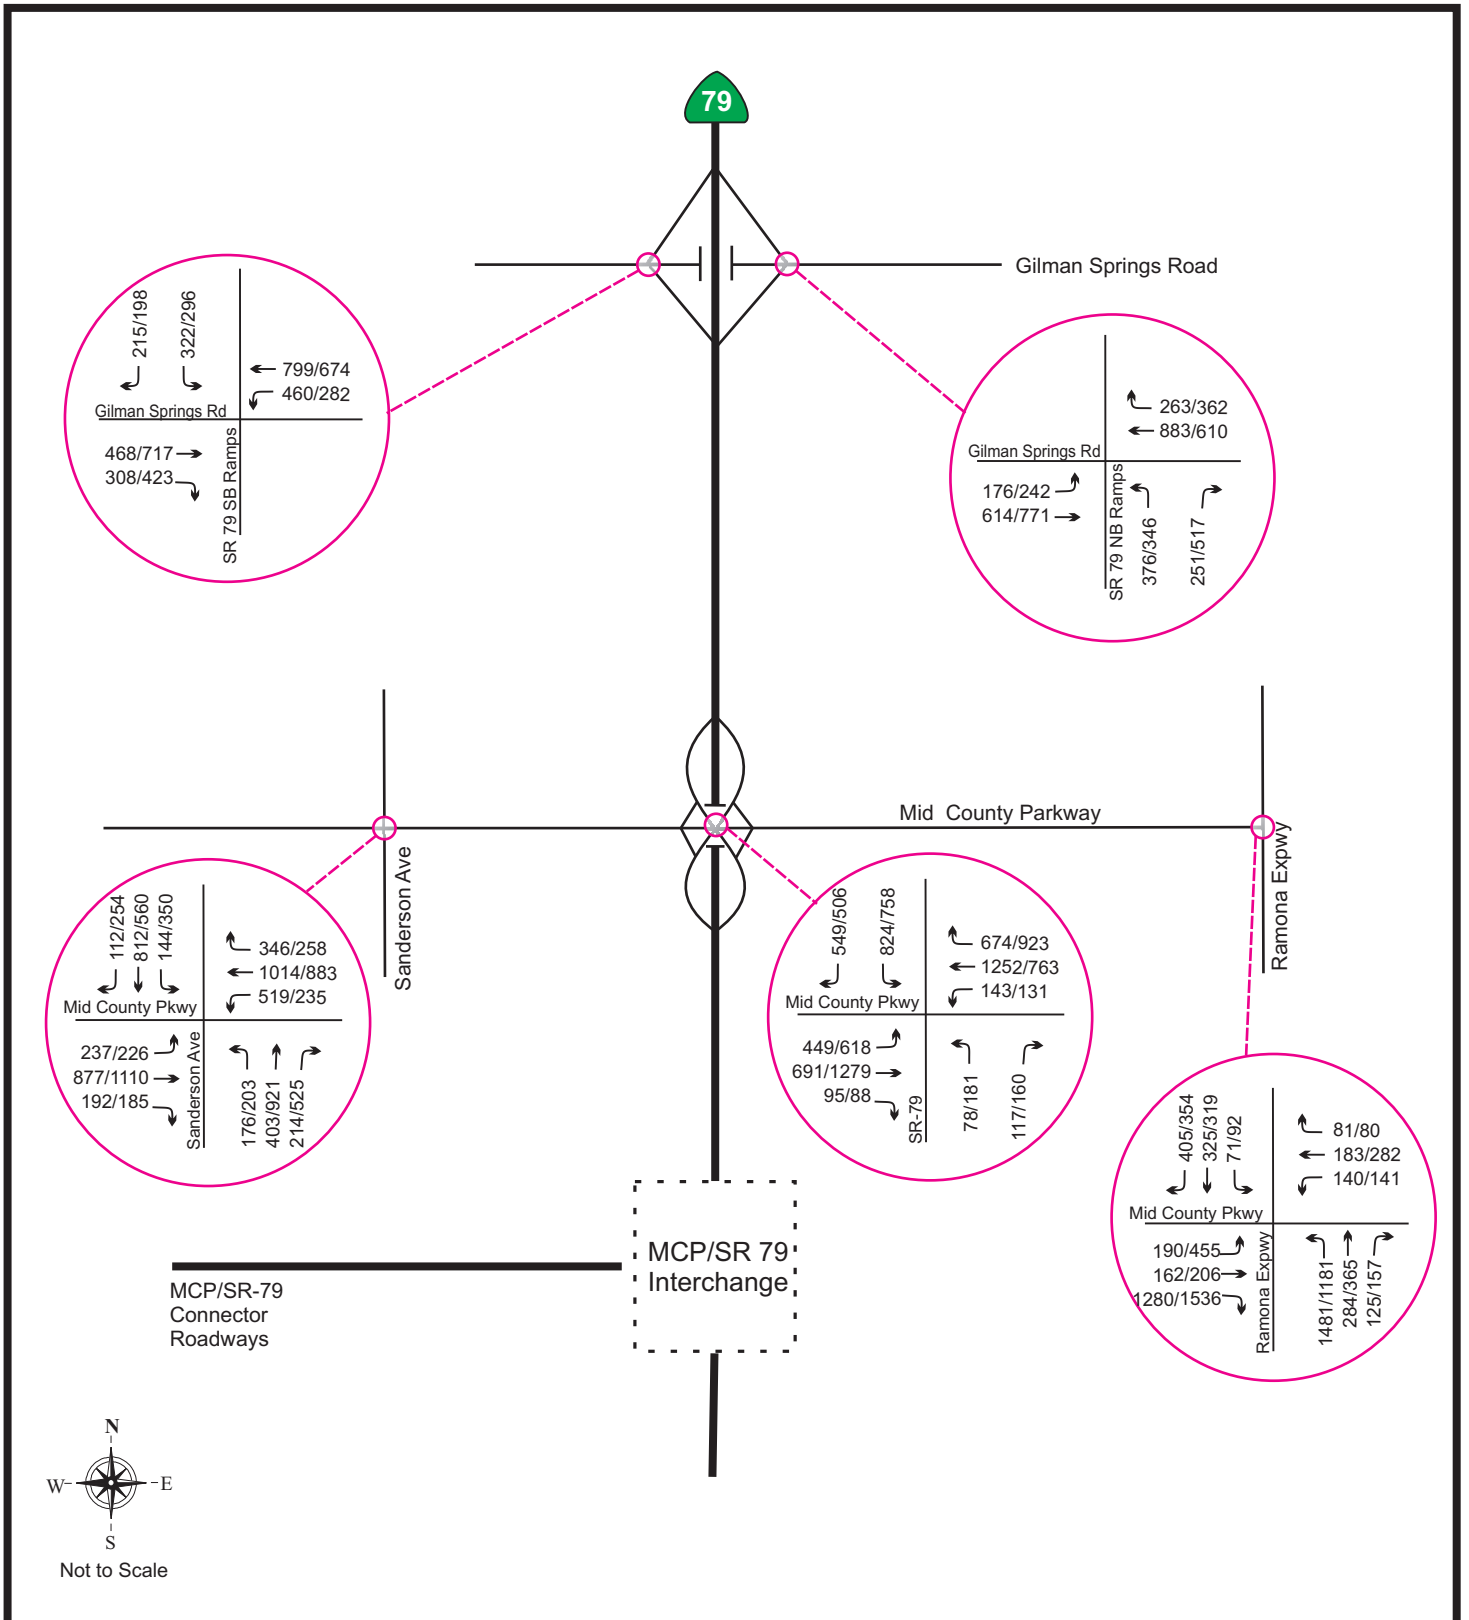 79
Gilman Springs Road
215/198
322/296
799/674
460/282
Gilman Springs Rd
468/717
308/423
SR 79 SB Ramps
263/362
883/610
Gilman Springs Rd
176/242
614/771
SR 79 NB Ramps
376/346
251/517
Mid County Parkway
Sanderson Ave
Ramona Expwy
112/254
812/560
144/350
346/258
1014/883
519/235
Mid County Pkwy
237/226
877/1110
192/185
Sanderson Ave
176/203
403/921
214/525
549/506
824/758
674/923
1252/763
143/131
Mid County Pkwy
449/618
691/1279
95/88
SR-79
78/181
117/160
405/354
325/319
71/92
81/80
183/282
140/141
Mid County Pkwy
190/455
162/206
1280/1536
Ramona Expwy
1481/1181
284/365
125/157
MCP/SR 79
Interchange
MCP/SR-79
Connector
Roadways
N
W
E
S
Not to Scale